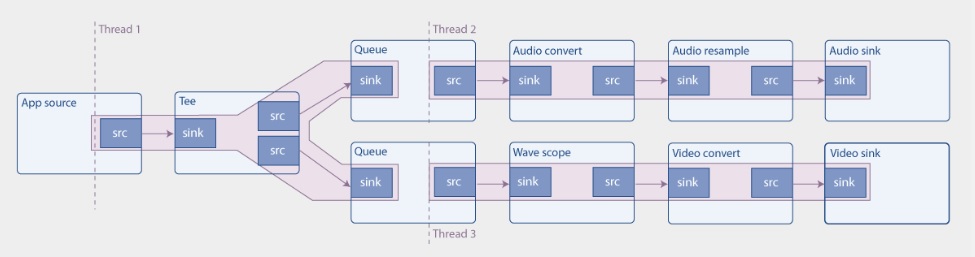 Thread 1
Thread 2
Queue
Audio convert
Audio resample
Audio sink
sink
src
sink
src
sink
src
sink
App source
Tee
src
sink
src
src
Queue
Wave scope
Video convert
Video sink
sink
src
sink
src
sink
src
sink
Thread 3